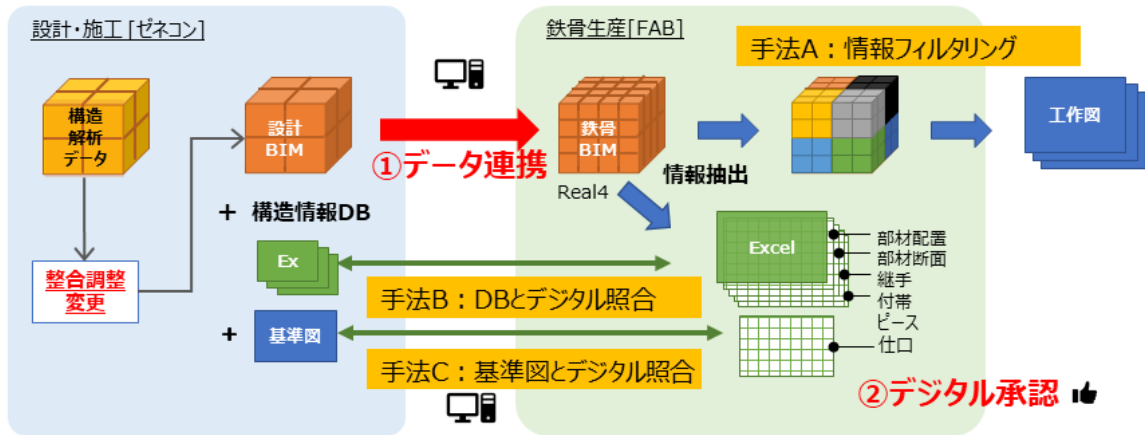 設計・施工 [ゼネコン]
鉄骨生産[FAB]
手法A：情報フィルタリング
構造
解析
データ
設計
BIM
①データ連携
鉄骨
BIM
Real4
情報抽出
工作図
＋ 構造情報DB
整合調整
変更
Ex
手法B：DBとデジタル照合
Excel
部材配置
部材断面
継手
付帯
ピース
仕口
＋
基準図
手法C：基準図とデジタル照合
②デジタル承認